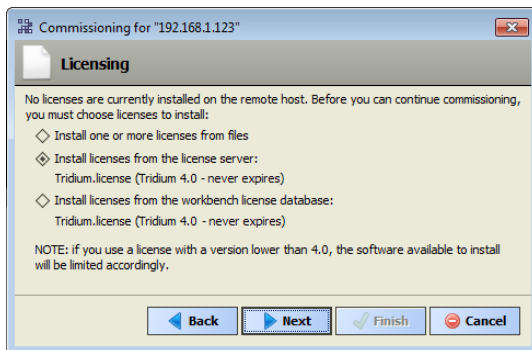 Commissioning for "192.168.1.123"
Licensing
No licenses are currently installed on the remote host. Before you can continue commissioning,
you must choose licenses to install:
Install one or more licenses from files
Install licenses from the license server:
Tridium.license (Tridium 4.0 - never expires)
Install licenses from the workbench license database:
Tridium.license (Tridium 4.0 - never expires)
NOTE: if you use a license with a version lower than 4.0, the software available to install
will be limited accordingly.
Back Next Finish Cancel